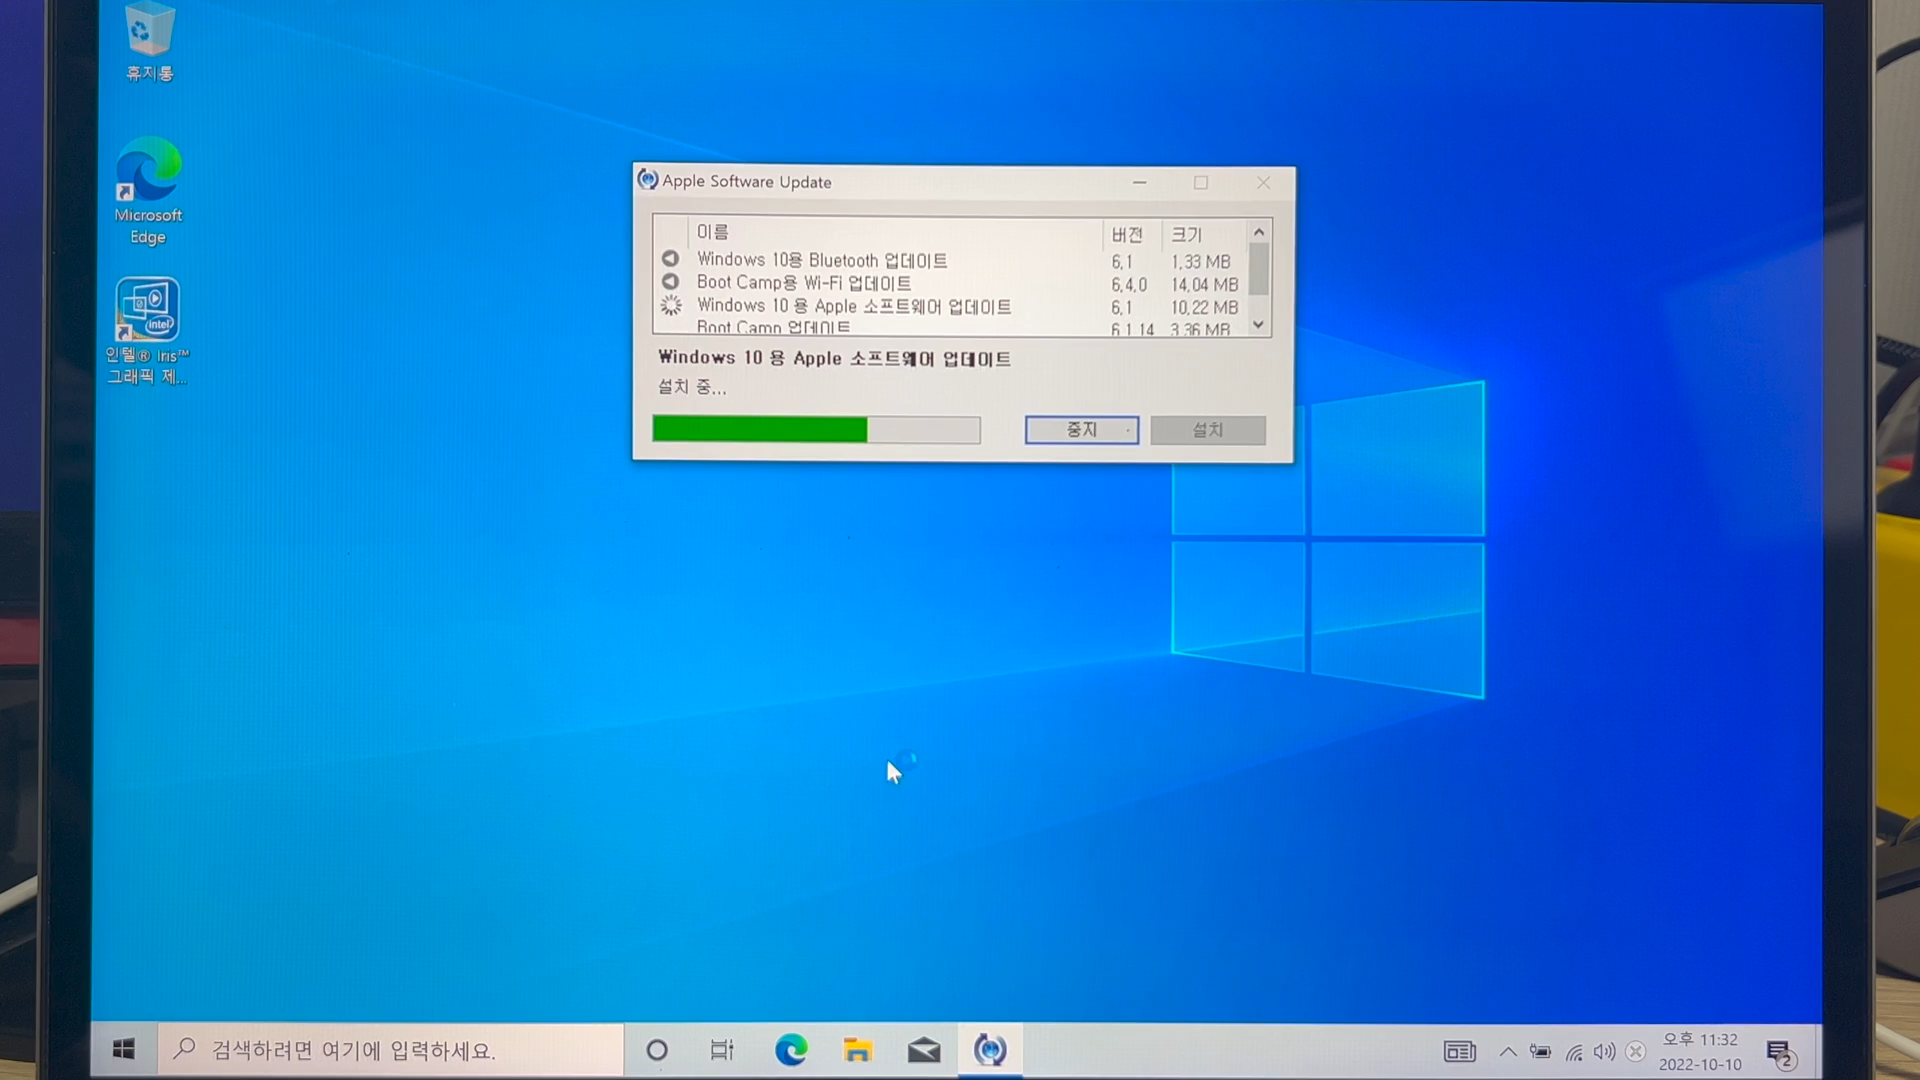 휴지통
Microsoft
Edge
intel
인텔® Iris™
그래픽 제...
Apple Software Update
이름 버전 크기
Windows 10용 Bluetooth 업데이트 6.1 1.33 MB
Boot Camp용 Wi-Fi 업데이트 6.4.0 14.04 MB
Windows 10 용 Apple 소프트웨어 업데이트 6.1 10.22 MB
Boot Camp 업데이트 6.1.14 3.36 MB
Windows 10 용 Apple 소프트웨어 업데이트
설치 중...
중지 설치
검색하려면 여기에 입력하세요.
오후 11:32
2022-10-10
2